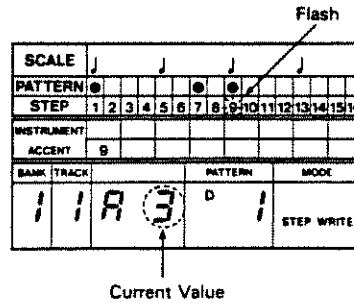 Flash
SCALE
PATTERN
STEP 1 2 3 4 5 6 7 8 9 10 11 12 13 14 15
INSTRUMENT
ACCENT 9
BANK TRACK PATTERN MODE
1 1 A 3 D 1 STEP WRITE
Current Value